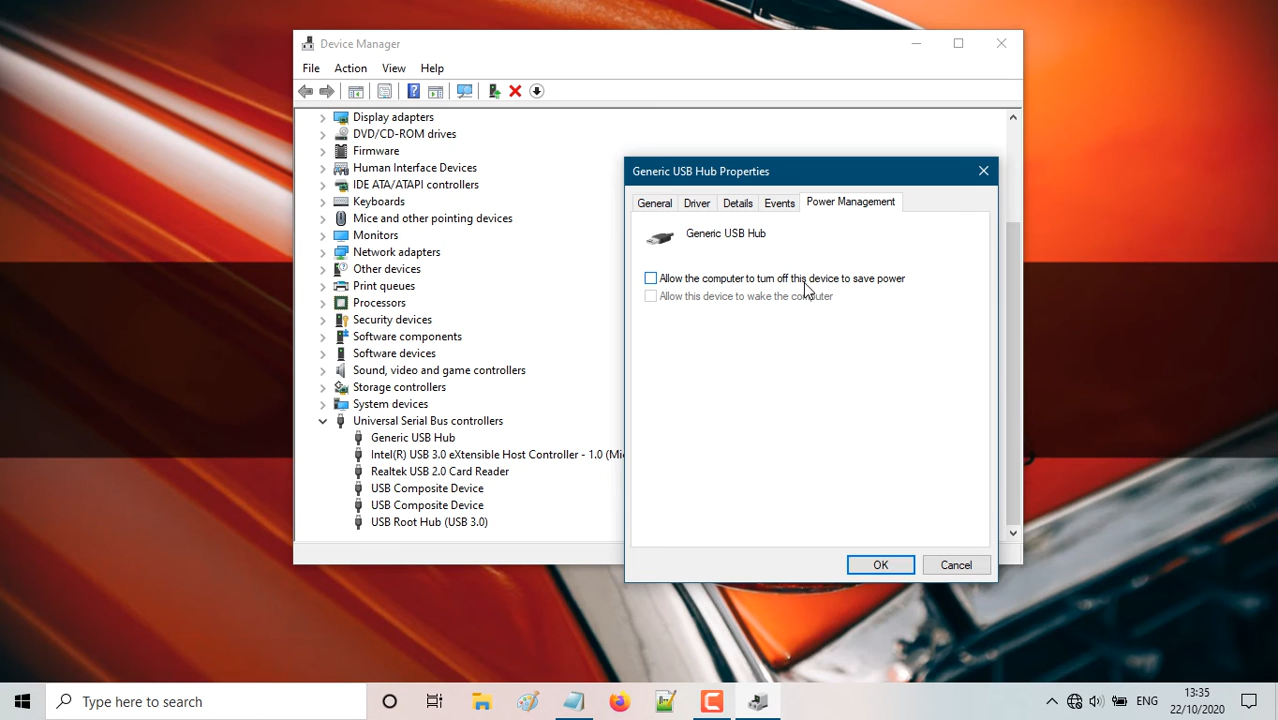 Device Manager
File Action View Help
Display adapters
DVD/CD-ROM drives
Firmware
Human Interface Devices
IDE ATA/ATAPI controllers
Keyboards
Mice and other pointing devices
Monitors
Network adapters
Other devices
Print queues
Processors
Security devices
Software components
Software devices
Sound, video and game controllers
Storage controllers
System devices
Universal Serial Bus controllers
Generic USB Hub
Intel(R) USB 3.0 eXtensible Host Controller - 1.0 (Mi
Realtek USB 2.0 Card Reader
USB Composite Device
USB Composite Device
USB Root Hub (USB 3.0)
Generic USB Hub Properties
General Driver Details Events Power Management
Generic USB Hub
Allow the computer to turn off this device to save power
Allow this device to wake the computer
OK Cancel
Type here to search
ENG
13:35
22/10/2020